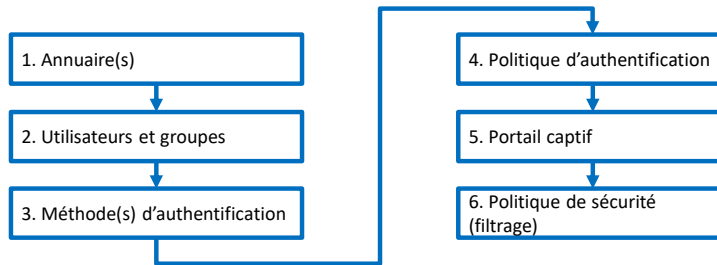 1. Annuaire(s)
2. Utilisateurs et groupes
3. Méthode(s) d'authentification
4. Politique d'authentification
5. Portail captif
6. Politique de sécurité
(filtrage)